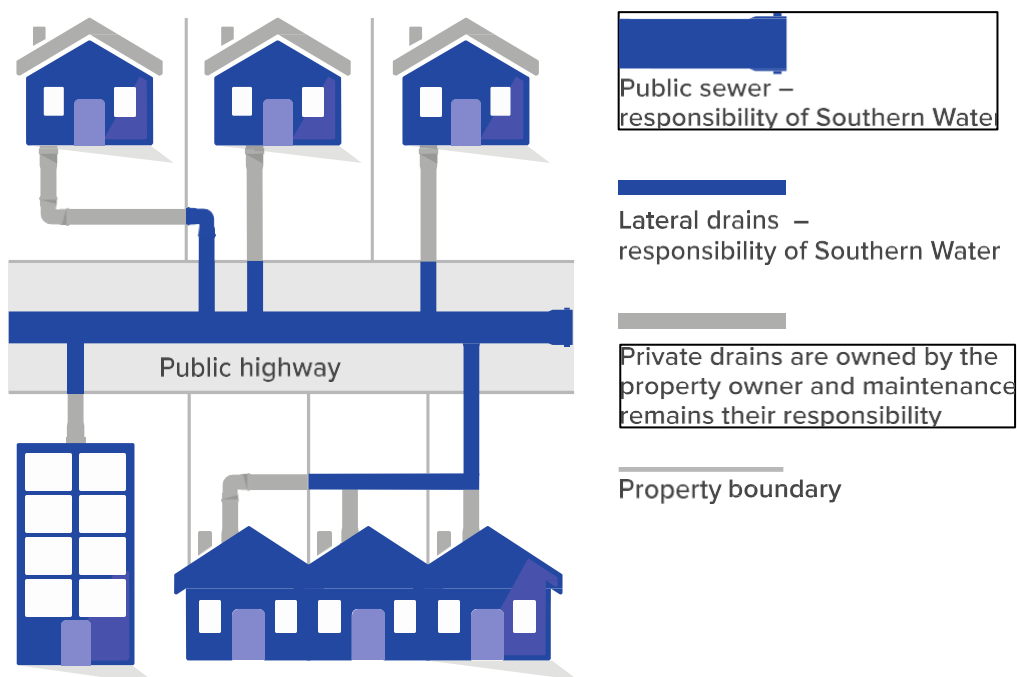 Public sewer –
responsibility of Southern Water
Lateral drains –
responsibility of Southern Water
Public highway
Private drains are owned by the
property owner and maintenance
remains their responsibility
Property boundary